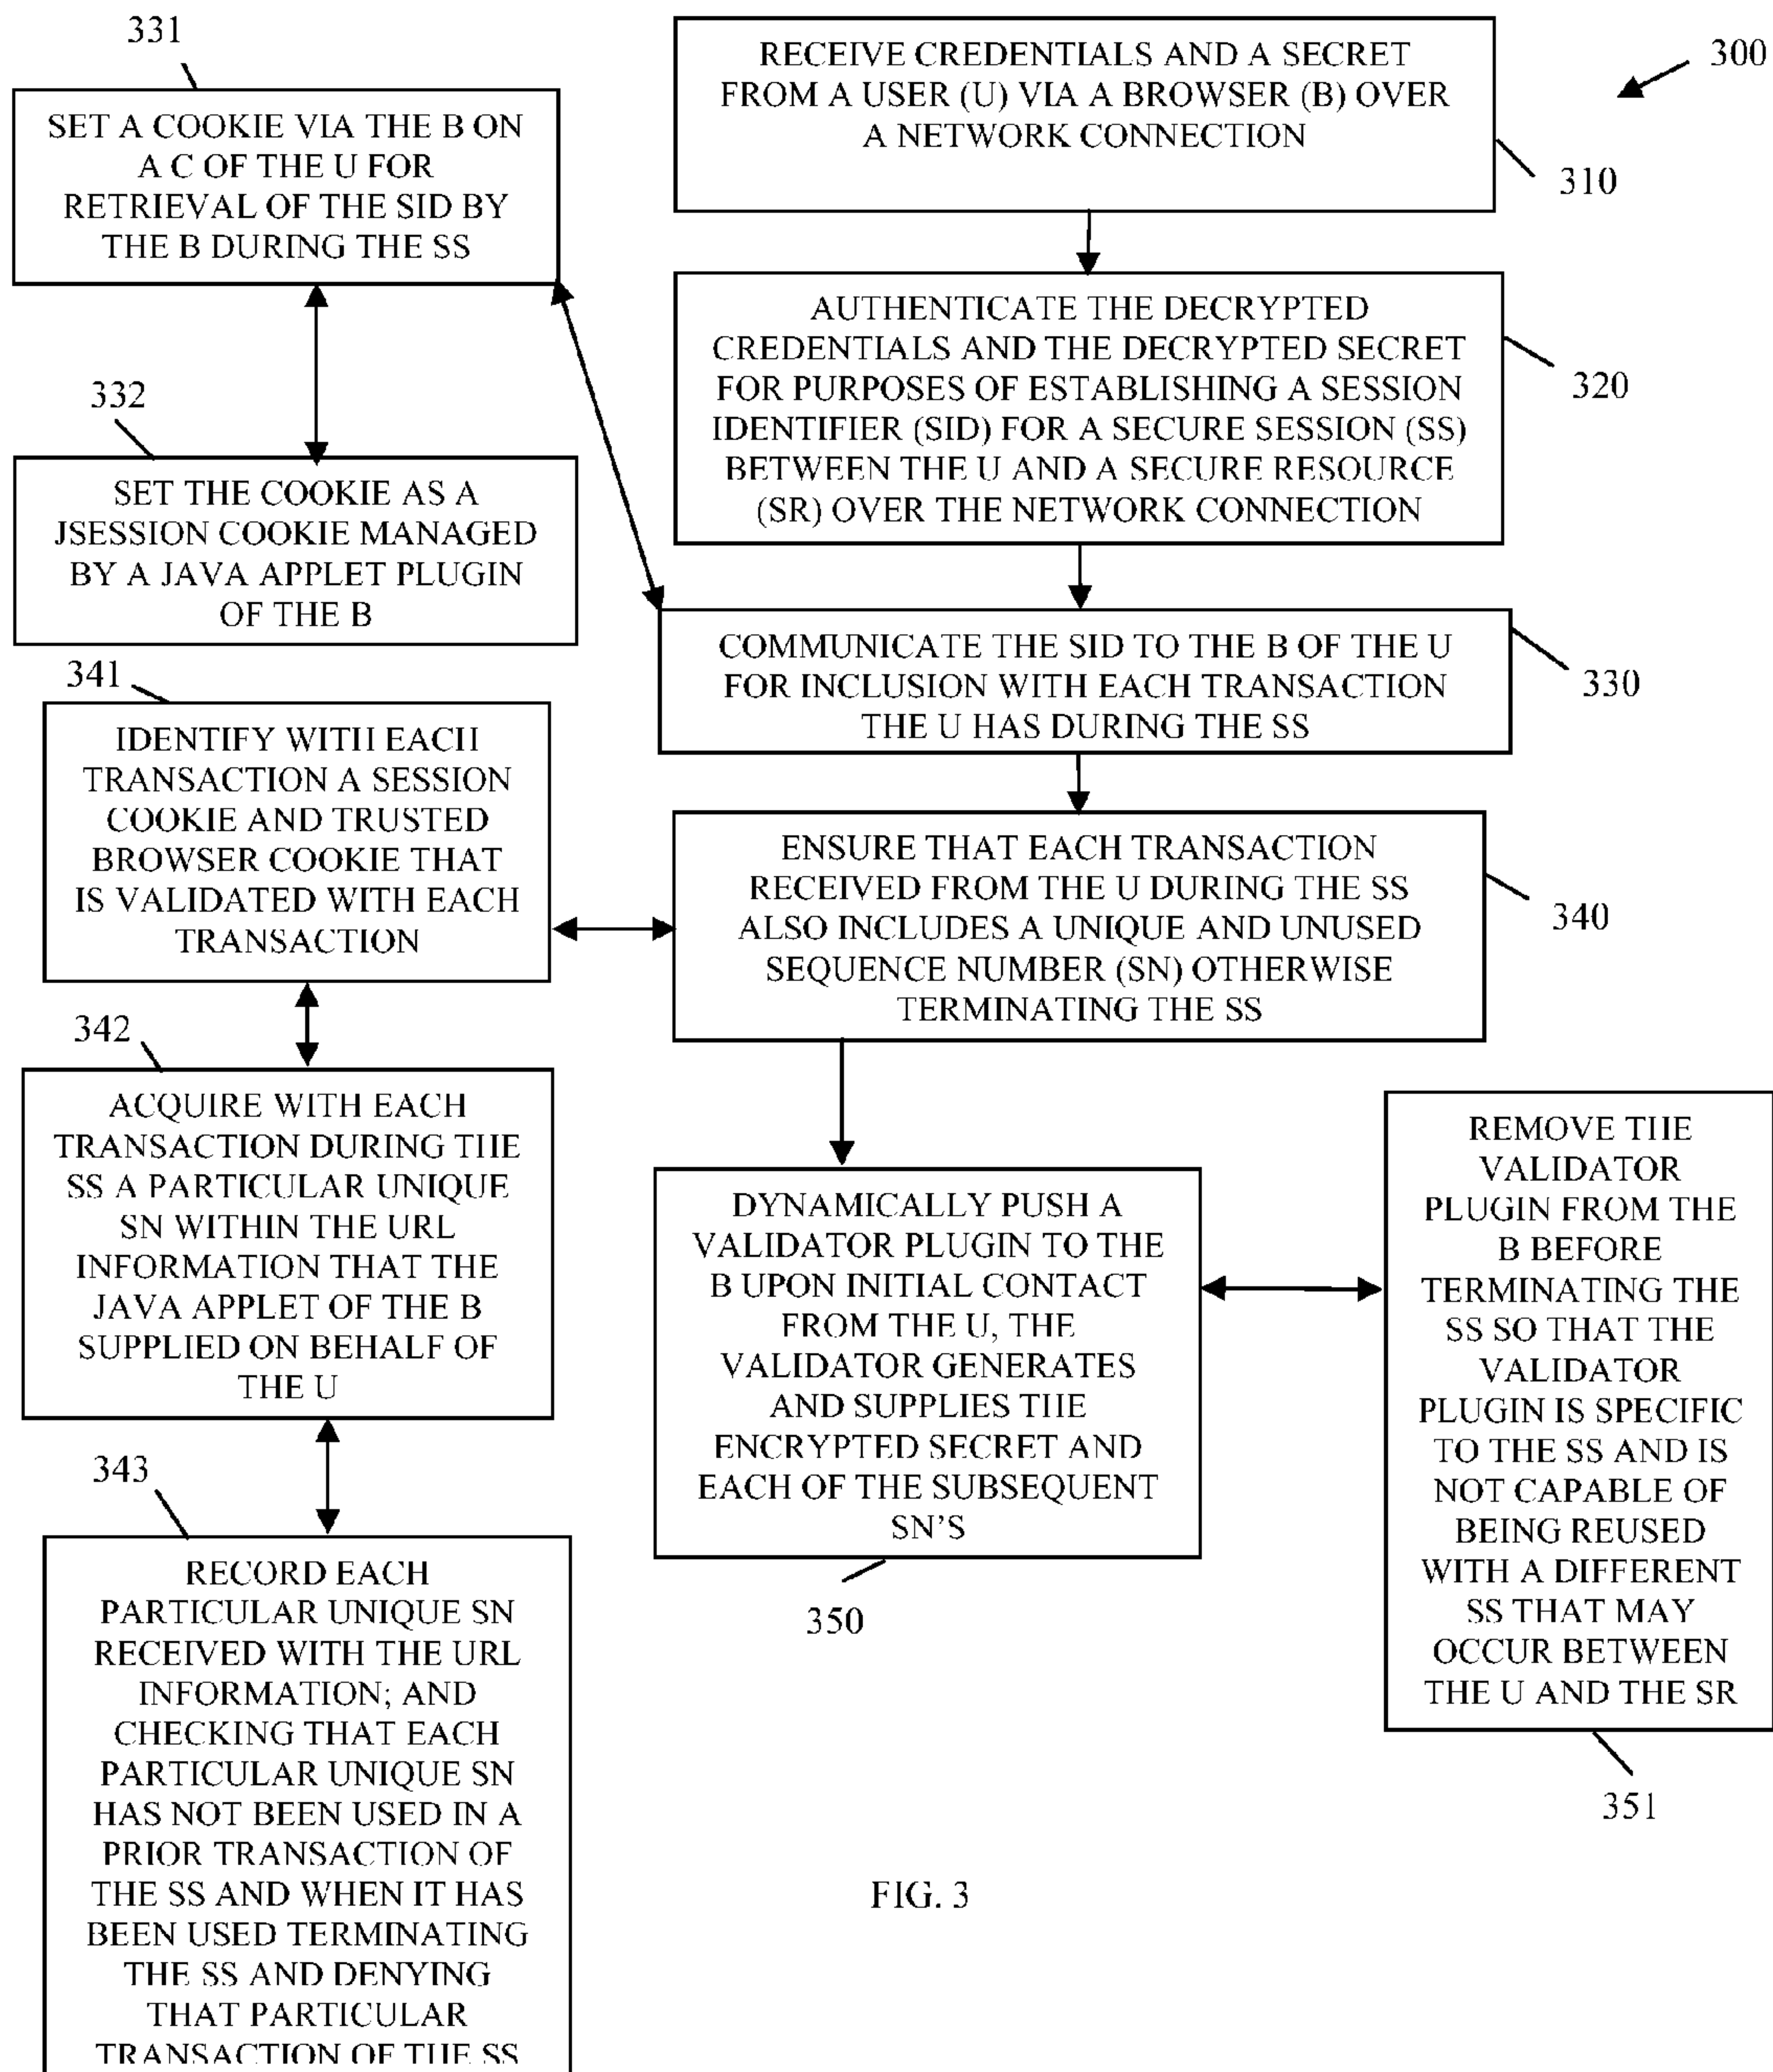 300
RECEIVE CREDENTIALS AND A SECRET
FROM A USER (U) VIA A BROWSER (B) OVER
A NETWORK CONNECTION
310
AUTHENTICATE THE DECRYPTED
CREDENTIALS AND THE DECRYPTED SECRET
FOR PURPOSES OF ESTABLISHING A SESSION
IDENTIFIER (SID) FOR A SECURE SESSION (SS)
BETWEEN THE U AND A SECURE RESOURCE
(SR) OVER THE NETWORK CONNECTION
320
COMMUNICATE THE SID TO THE B OF THE U
FOR INCLUSION WITH EACH TRANSACTION
THE U HAS DURING THE SS
330
331
SET A COOKIE VIA THE B ON
A C OF THE U FOR
RETRIEVAL OF THE SID BY
THE B DURING THE SS
332
SET THE COOKIE AS A
JSESSION COOKIE MANAGED
BY A JAVA APPLET PLUGIN
OF THE B
ENSURE THAT EACH TRANSACTION
RECEIVED FROM THE U DURING THE SS
ALSO INCLUDES A UNIQUE AND UNUSED
SEQUENCE NUMBER (SN) OTHERWISE
TERMINATING THE SS
340
341
IDENTIFY WITH EACH
TRANSACTION A SESSION
COOKIE AND TRUSTED
BROWSER COOKIE THAT
IS VALIDATED WITH EACH
TRANSACTION
342
ACQUIRE WITH EACH
TRANSACTION DURING THE
SS A PARTICULAR UNIQUE
SN WITHIN THE URL
INFORMATION THAT THE
JAVA APPLET OF THE B
SUPPLIED ON BEHALF OF
THE U
343
RECORD EACH
PARTICULAR UNIQUE SN
RECEIVED WITH THE URL
INFORMATION; AND
CHECKING THAT EACH
PARTICULAR UNIQUE SN
HAS NOT BEEN USED IN A
PRIOR TRANSACTION OF
THE SS AND WHEN IT HAS
BEEN USED TERMINATING
THE SS AND DENYING
THAT PARTICULAR
TRANSACTION OF THE SS
DYNAMICALLY PUSH A
VALIDATOR PLUGIN TO THE
B UPON INITIAL CONTACT
FROM THE U, THE
VALIDATOR GENERATES
AND SUPPLIES THE
ENCRYPTED SECRET AND
EACH OF THE SUBSEQUENT
SN'S
350
REMOVE THE
VALIDATOR
PLUGIN FROM THE
B BEFORE
TERMINATING THE
SS SO THAT THE
VALIDATOR
PLUGIN IS SPECIFIC
TO THE SS AND IS
NOT CAPABLE OF
BEING REUSED
WITH A DIFFERENT
SS THAT MAY
OCCUR BETWEEN
THE U AND THE SR
351
FIG. 3